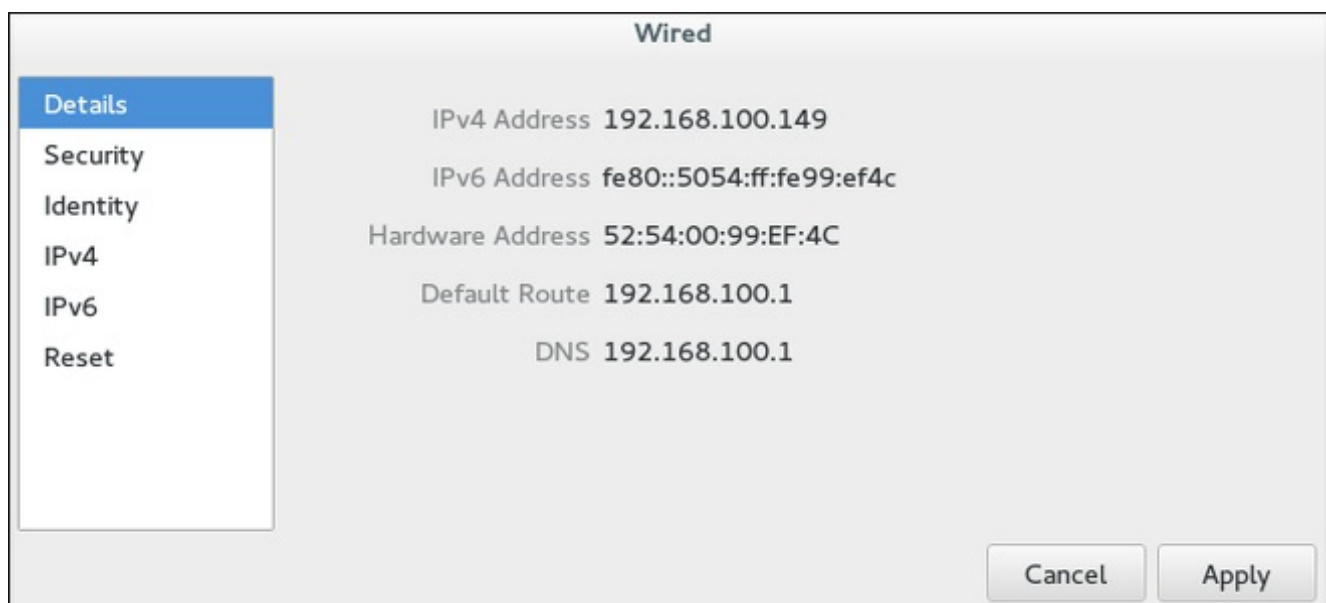 Wired
Details
Security
Identity
IPv4
IPv6
Reset
IPv4 Address 192.168.100.149
IPv6 Address fe80::5054:ff:fe99:ef4c
Hardware Address 52:54:00:99:EF:4C
Default Route 192.168.100.1
DNS 192.168.100.1
Cancel
Apply